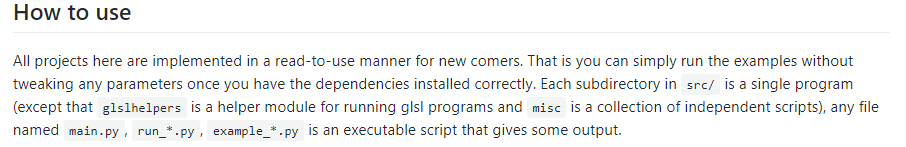 How to use
All projects here are implemented in a read-to-use manner for new comers. That is you can simply run the examples without
tweaking any parameters once you have the dependencies installed correctly. Each subdirectory in src/ is a single program
(except that glslhelpers is a helper module for running glsl programs and misc is a collection of independent scripts), any file
named main.py, run_*.py, example_*.py is an executable script that gives some output.